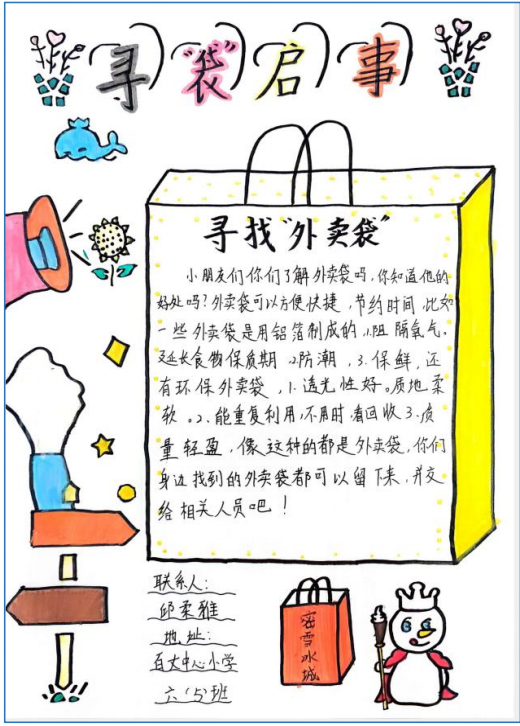 寻“袋”启事
寻找“外卖袋”
小朋友们你们了解外卖袋吗,你知道他的
好处吗?外卖袋可以方便快捷,节约时间,比如
一些外卖袋是用铝箔制成的,1.阻隔氧气.
延长食物保质期 2.防潮,3.保鲜,还
有环保外卖袋,1.透光性好。质地柔
软。2.能重复利用,不用时,看回收3.质
量轻盈,像这种的都是外卖袋,你们
身边找到的外卖袋都可以留下来,并交
给相关人员吧!
联系人:
邱柔雅
地址:
百丈中心小学
六(5)班
密雪冰城